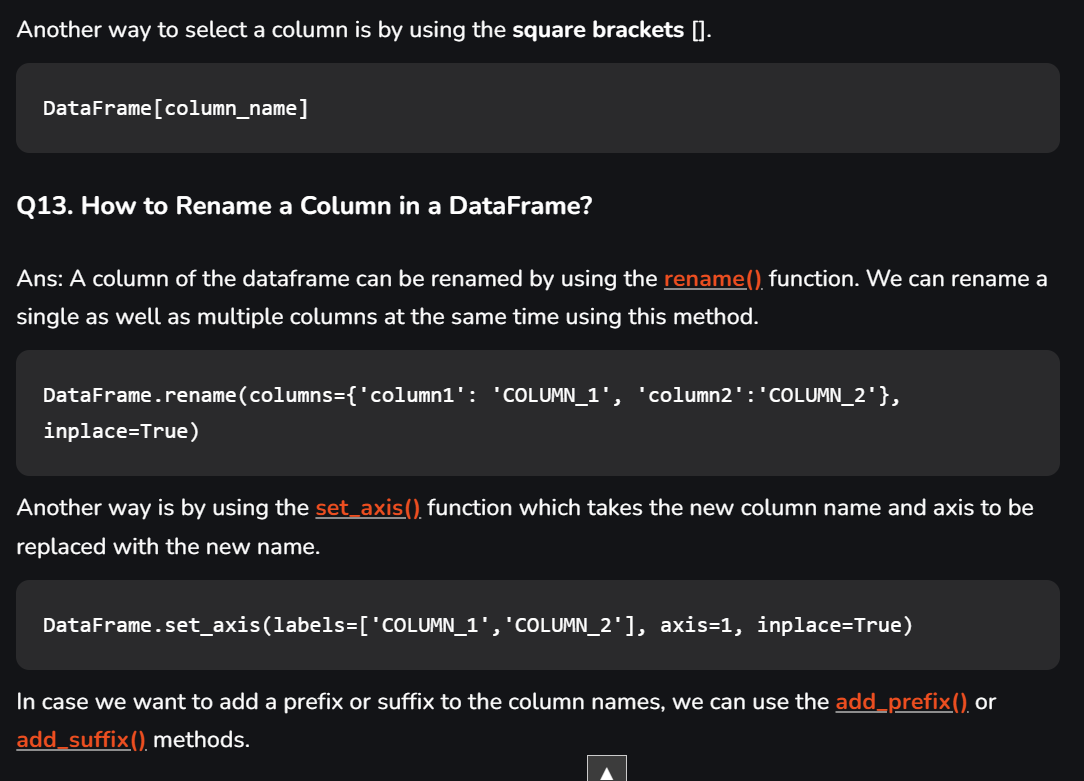 Another way to select a column is by using the square brackets [].
DataFrame[column_name]
Q13. How to Rename a Column in a DataFrame?
Ans: A column of the dataframe can be renamed by using the rename() function. We can rename a
single as well as multiple columns at the same time using this method.
DataFrame.rename(columns={'column1': 'COLUMN_1', 'column2':'COLUMN_2'},
inplace=True)
Another way is by using the set_axis() function which takes the new column name and axis to be
replaced with the new name.
DataFrame.set_axis(labels=['COLUMN_1','COLUMN_2'], axis=1, inplace=True)
In case we want to add a prefix or suffix to the column names, we can use the add_prefix() or
add_suffix() methods.